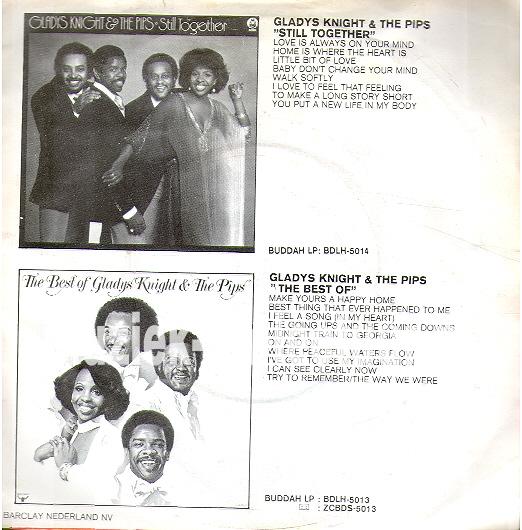 GLADYS KNIGHT & THE PIPS • Still Together
GLADYS KNIGHT & THE PIPS
"STILL TOGETHER"
LOVE IS ALWAYS ON YOUR MIND
HOME IS WHERE THE HEART IS
LITTLE BIT OF LOVE
BABY DON'T CHANGE YOUR MIND
WALK SOFTLY
I LOVE TO FEEL THAT FEELING
TO MAKE A LONG STORY SHORT
YOU PUT A NEW LIFE IN MY BODY
BUDDAH LP: BDLH-5014
The Best of Gladys Knight & The Pips
GLADYS KNIGHT & THE PIPS
" THE BEST OF"
MAKE YOURS A HAPPY HOME
BEST THING THAT EVER HAPPENED TO ME
I FEEL A SONG (IN MY HEART)
THE GOING UPS AND THE COMING DOWNS
MIDNIGHT TRAIN TO GEORGIA
ON AND ON
WHERE PEACEFUL WATERS FLOW
I'VE GOT TO USE MY IMAGINATION
I CAN SEE CLEARLY NOW
TRY TO REMEMBER/THE WAY WE WERE
BUDDAH LP : BDLH-5013
: ZCBDS-5013
BARCLAY NEDERLAND NV